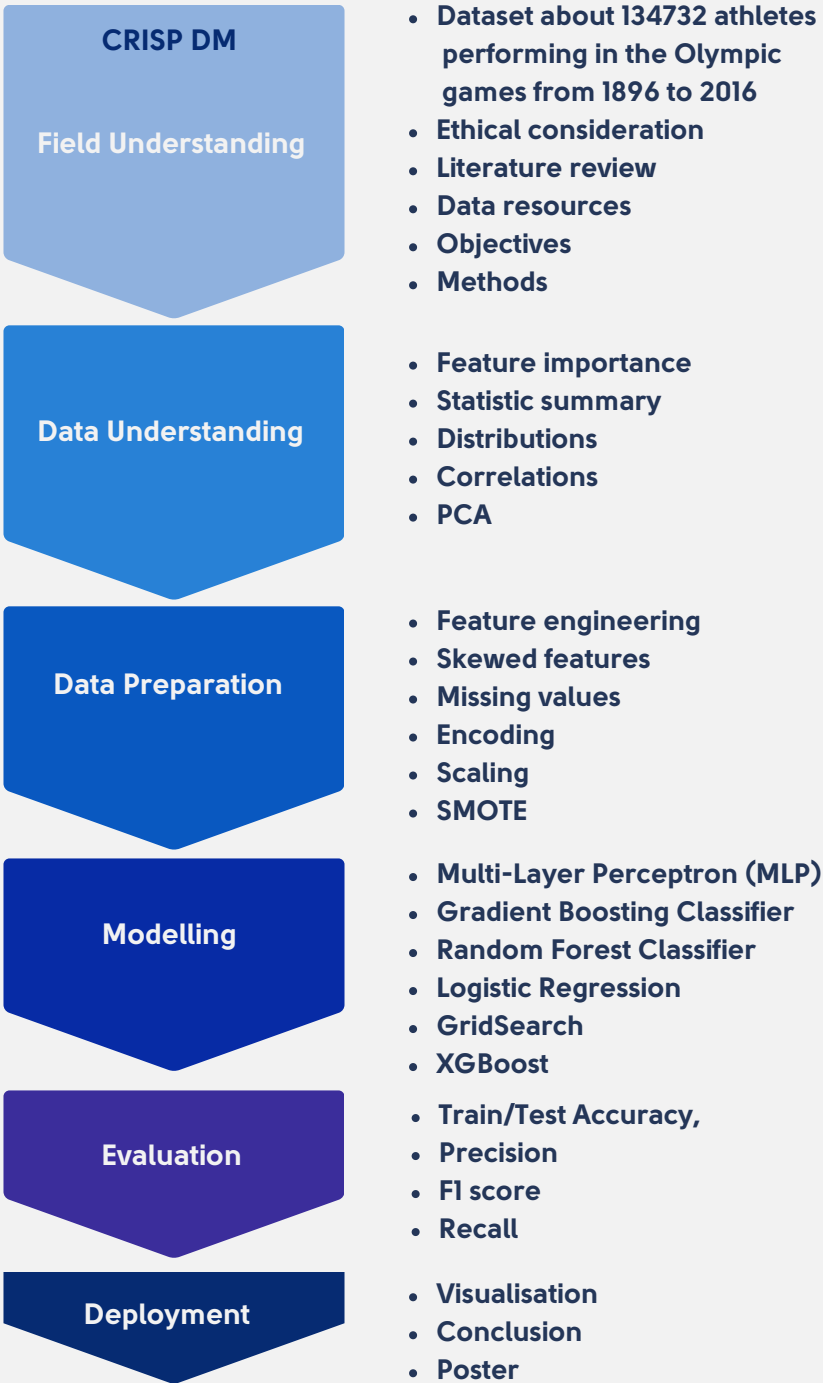 CRISP DM
Field Understanding
• Dataset about 134732 athletes
performing in the Olympic
games from 1896 to 2016
• Ethical consideration
• Literature review
• Data resources
• Objectives
• Methods
Data Understanding
• Feature importance
• Statistic summary
• Distributions
• Correlations
• PCA
Data Preparation
• Feature engineering
• Skewed features
• Missing values
• Encoding
• Scaling
• SMOTE
Modelling
• Multi-Layer Perceptron (MLP)
• Gradient Boosting Classifier
• Random Forest Classifier
• Logistic Regression
• GridSearch
• XGBoost
Evaluation
• Train/Test Accuracy,
• Precision
• F1 score
• Recall
Deployment
• Visualisation
• Conclusion
• Poster